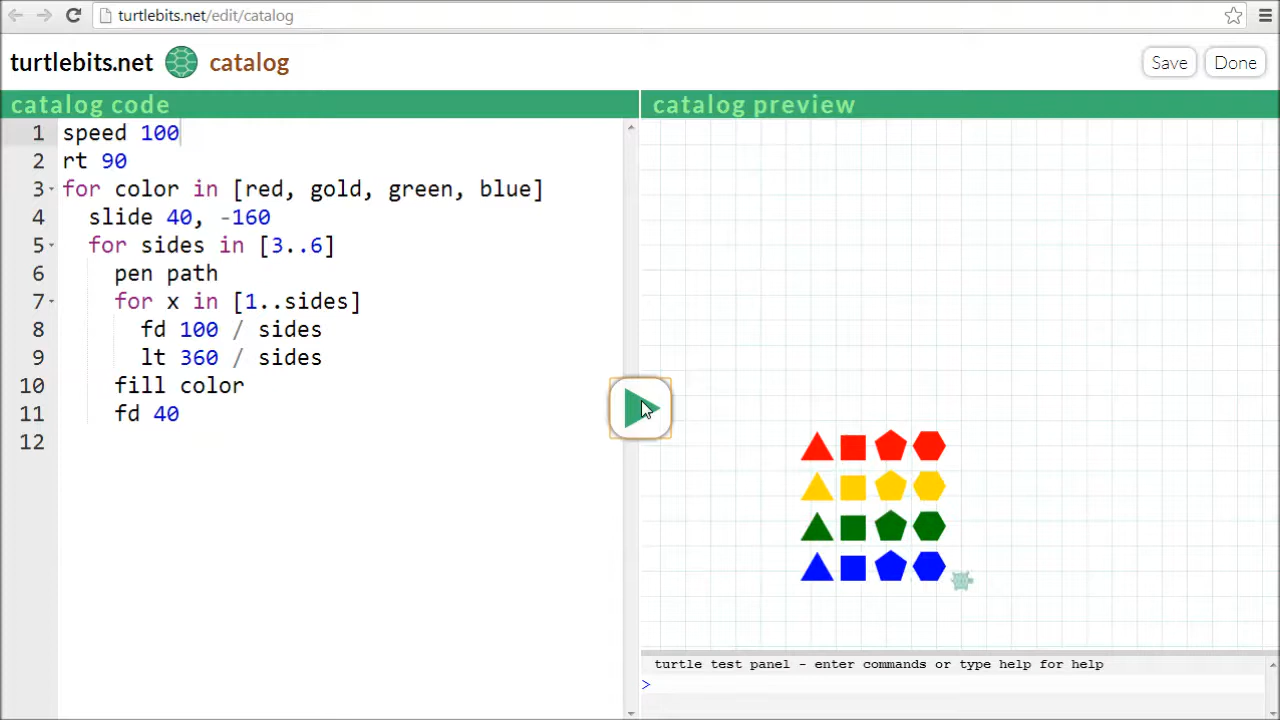 turtlebits.net/edit/catalog
turtlebits.net catalog
Save Done
catalog code
catalog preview
1 speed 100
2 rt 90
3 for color in [red, gold, green, blue]
4 slide 40, -160
5 for sides in [3..6]
6 pen path
7 for x in [1..sides]
8 fd 100 / sides
9 lt 360 / sides
10 fill color
11 fd 40
12
turtle test panel - enter commands or type help for help
>